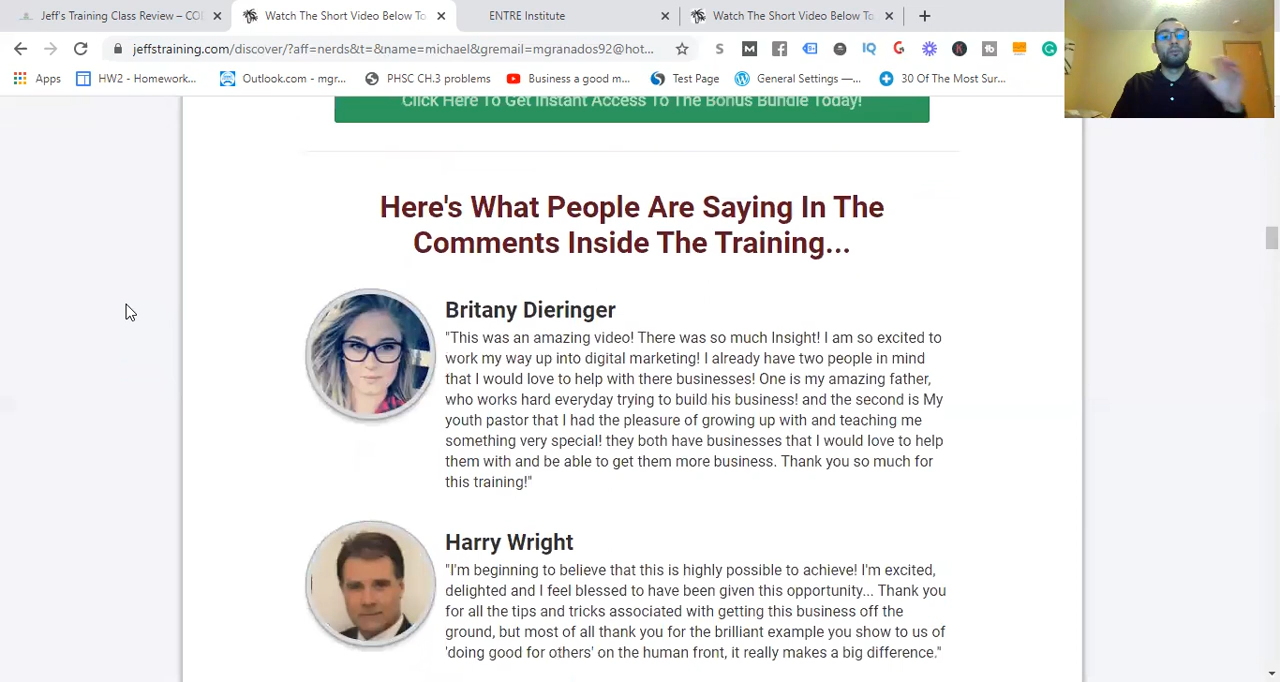 Jeff's Training Class Review – CO
Watch The Short Video Below To
ENTRE Institute
Watch The Short Video Below To
jeffstraining.com/discover/?aff=nerds&t=&name=michael&gremail=mgranados92@hot...
Apps
HW2 - Homework...
Outlook.com - mgr...
PHSC CH.3 problems
Business a good m...
Test Page
General Settings —...
30 Of The Most Sur...
Click Here To Get Instant Access To The Bonus Bundle Today!
Here's What People Are Saying In The
Comments Inside The Training...
Britany Dieringer
"This was an amazing video! There was so much Insight! I am so excited to
work my way up into digital marketing! I already have two people in mind
that I would love to help with there businesses! One is my amazing father,
who works hard everyday trying to build his business! and the second is My
youth pastor that I had the pleasure of growing up with and teaching me
something very special! they both have businesses that I would love to help
them with and be able to get them more business. Thank you so much for
this training!"
Harry Wright
"I'm beginning to believe that this is highly possible to achieve! I'm excited,
delighted and I feel blessed to have been given this opportunity... Thank you
for all the tips and tricks associated with getting this business off the
ground, but most of all thank you for the brilliant example you show to us of
'doing good for others' on the human front, it really makes a big difference."